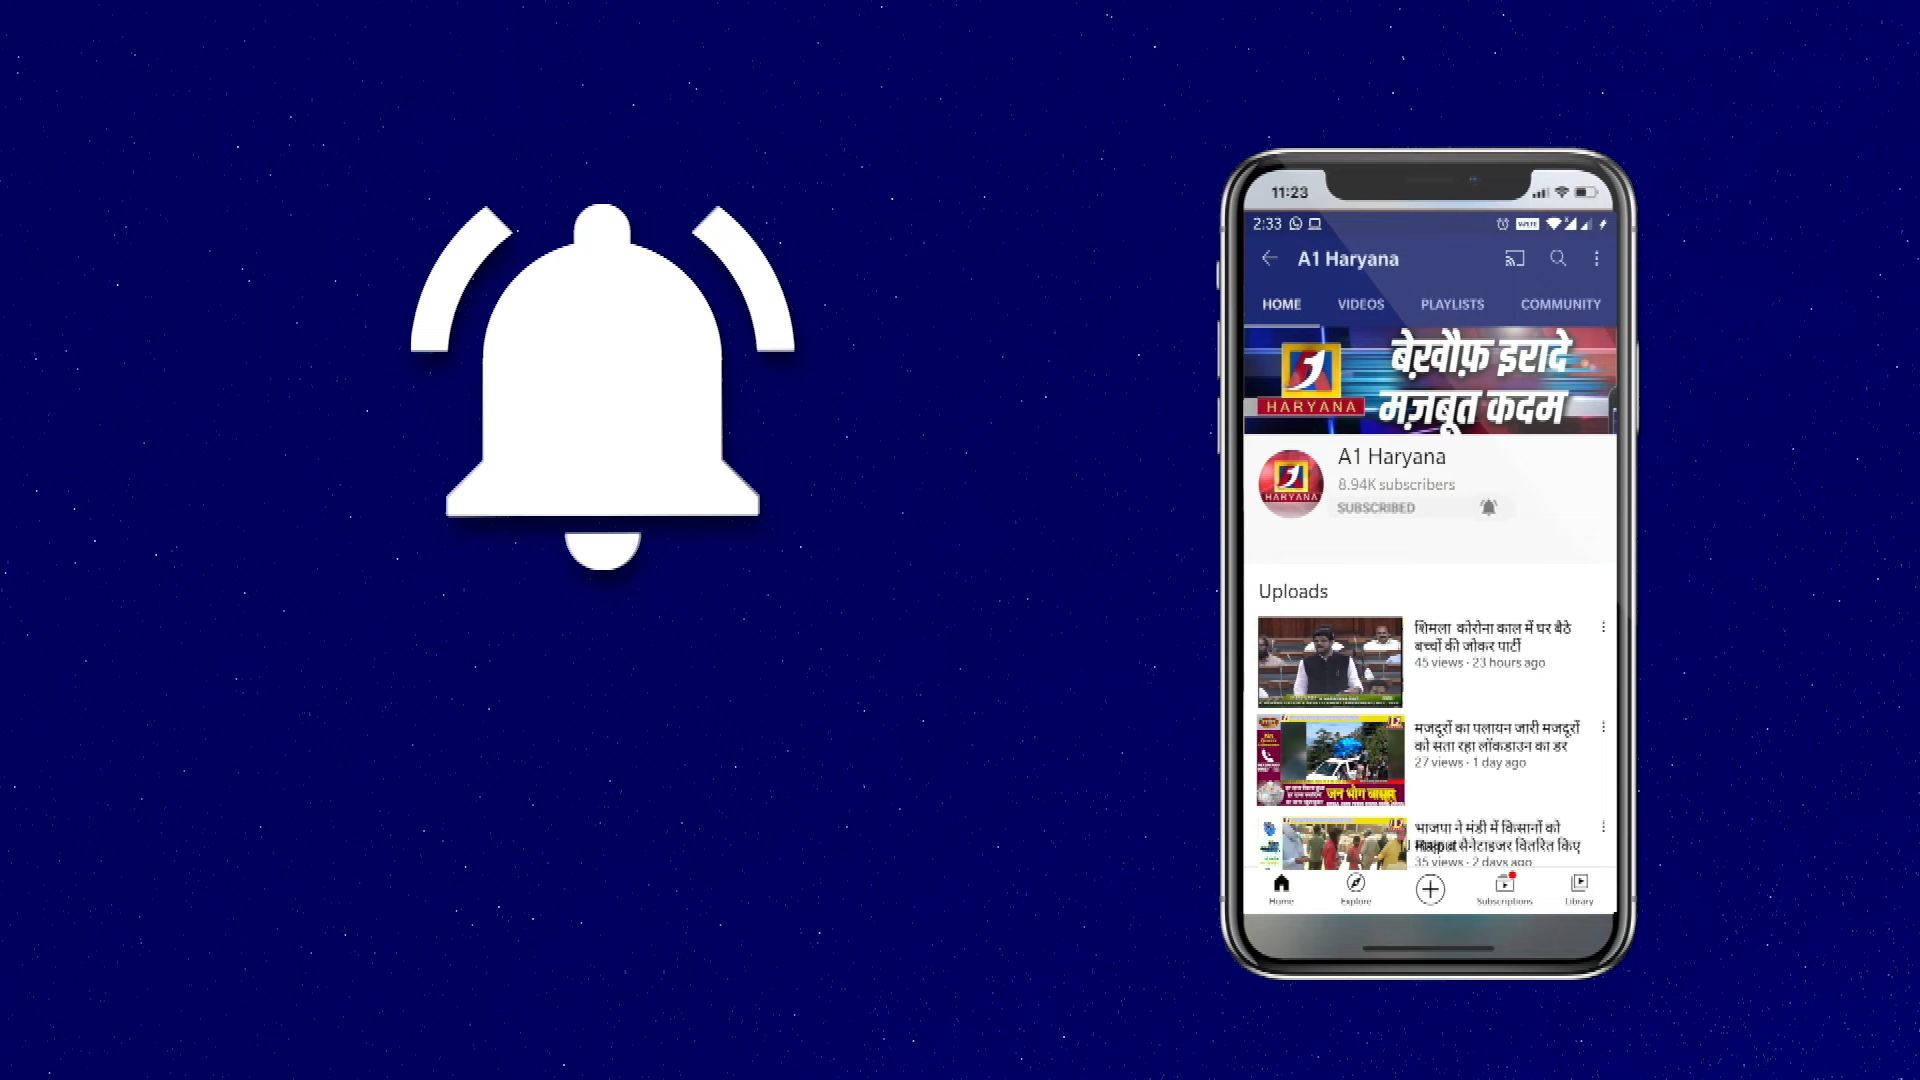 11:23
2:33
A1 Haryana
HOME VIDEOS PLAYLISTS COMMUNITY
बेख़ौफ़ इरादे
मज़बूत कदम
HARYANA
A1 Haryana
8.94K subscribers
SUBSCRIBED
HARYANA
Uploads
शिमला कोरोना काल में घर बैठे
बच्चों की जोकर पार्टी
45 views · 23 hours ago
मजदूरों का पलायन जारी मजदूरों
को सता रहा लॉकडाउन का डर
27 views · 1 day ago
जन भोग
भाजपा ने मंडी में किसानों को
सेनेटाइजर वितरित किए
35 views · 2 days ago
Home Explore Subscriptions Library